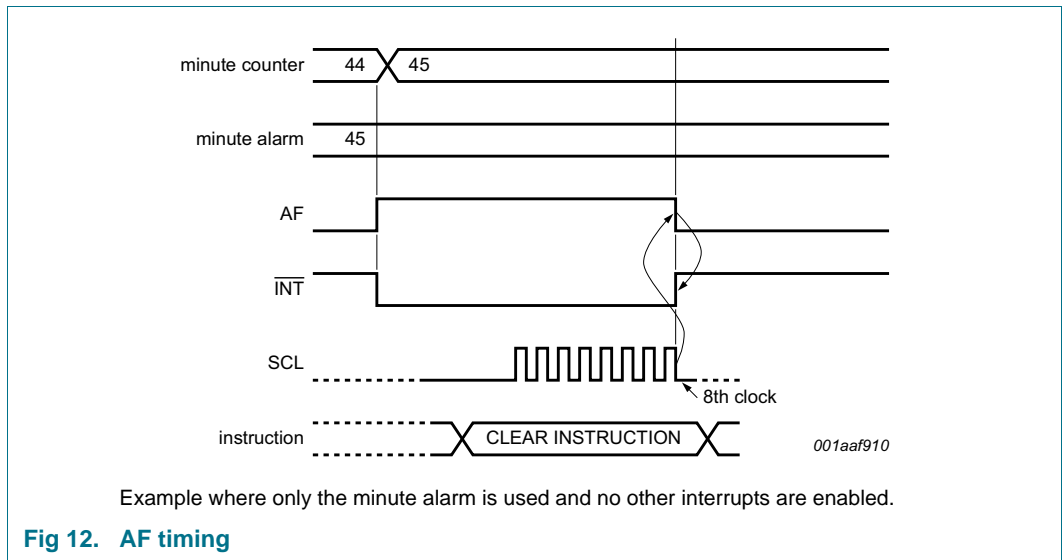 minute counter 44 45
minute alarm 45
AF
INT
SCL
8th clock
instruction CLEAR INSTRUCTION
001aaf910
Example where only the minute alarm is used and no other interrupts are enabled.
Fig 12. AF timing